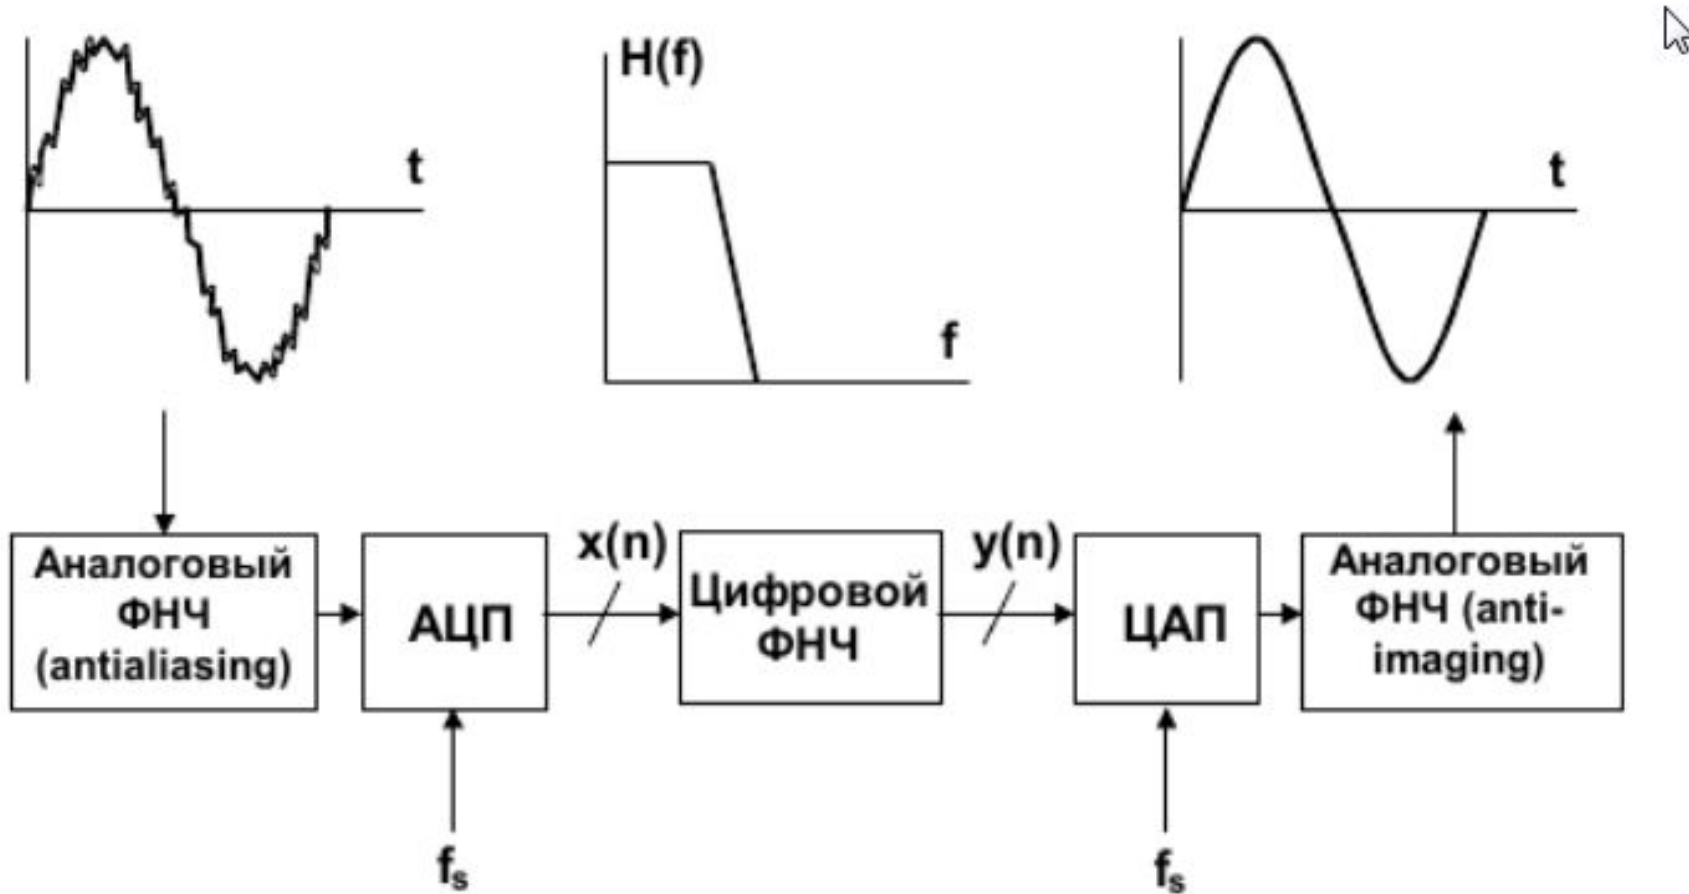 H(f)
t
f
t
Аналоговый
ФНЧ
(antialiasing)
АЦП
x(n)
Цифровой
ФНЧ
y(n)
ЦАП
Аналоговый
ФНЧ (anti-
imaging)
fs
fs